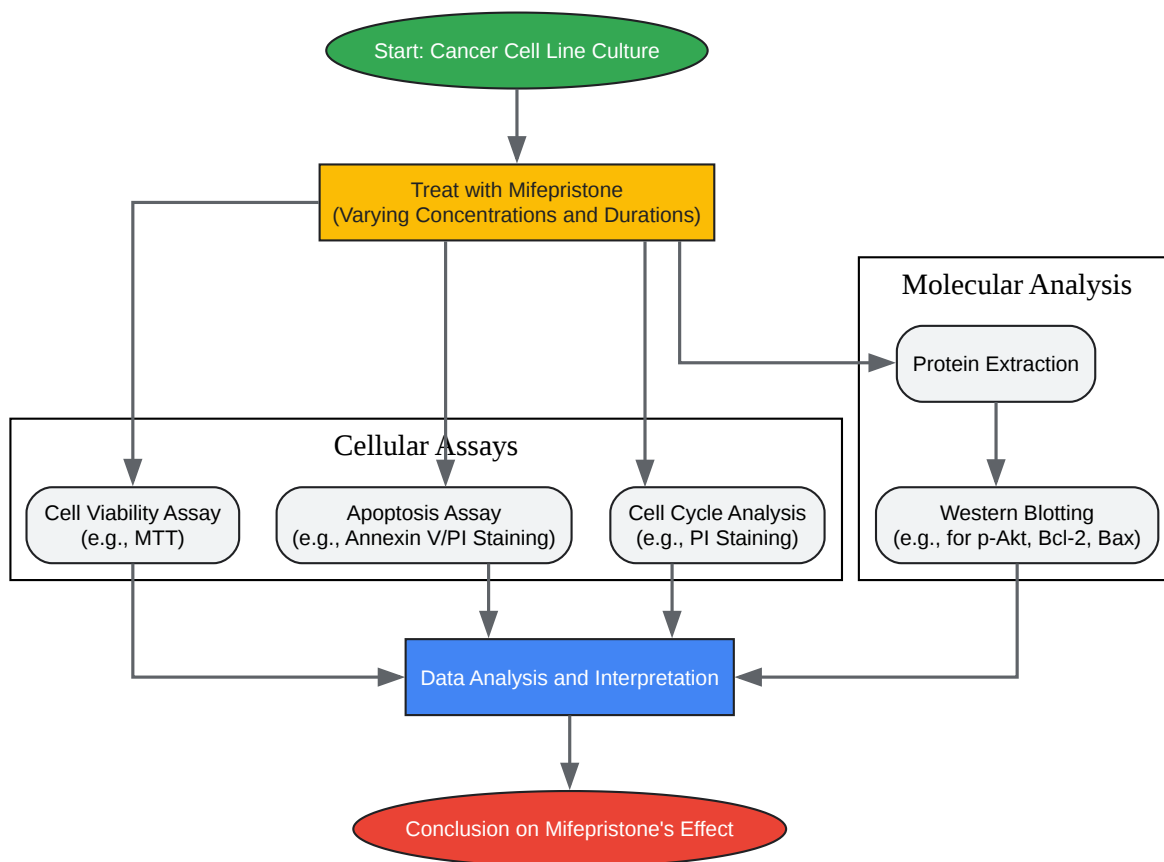 Start: Cancer Cell Line Culture
Treat with Mifepristone
(Varying Concentrations and Durations)
Molecular Analysis
Protein Extraction
Cellular Assays
Cell Viability Assay
(e.g., MTT)
Apoptosis Assay
(e.g., Annexin V/PI Staining)
Cell Cycle Analysis
(e.g., PI Staining)
Western Blotting
(e.g., for p-Akt, Bcl-2, Bax)
Data Analysis and Interpretation
Conclusion on Mifepristone's Effect